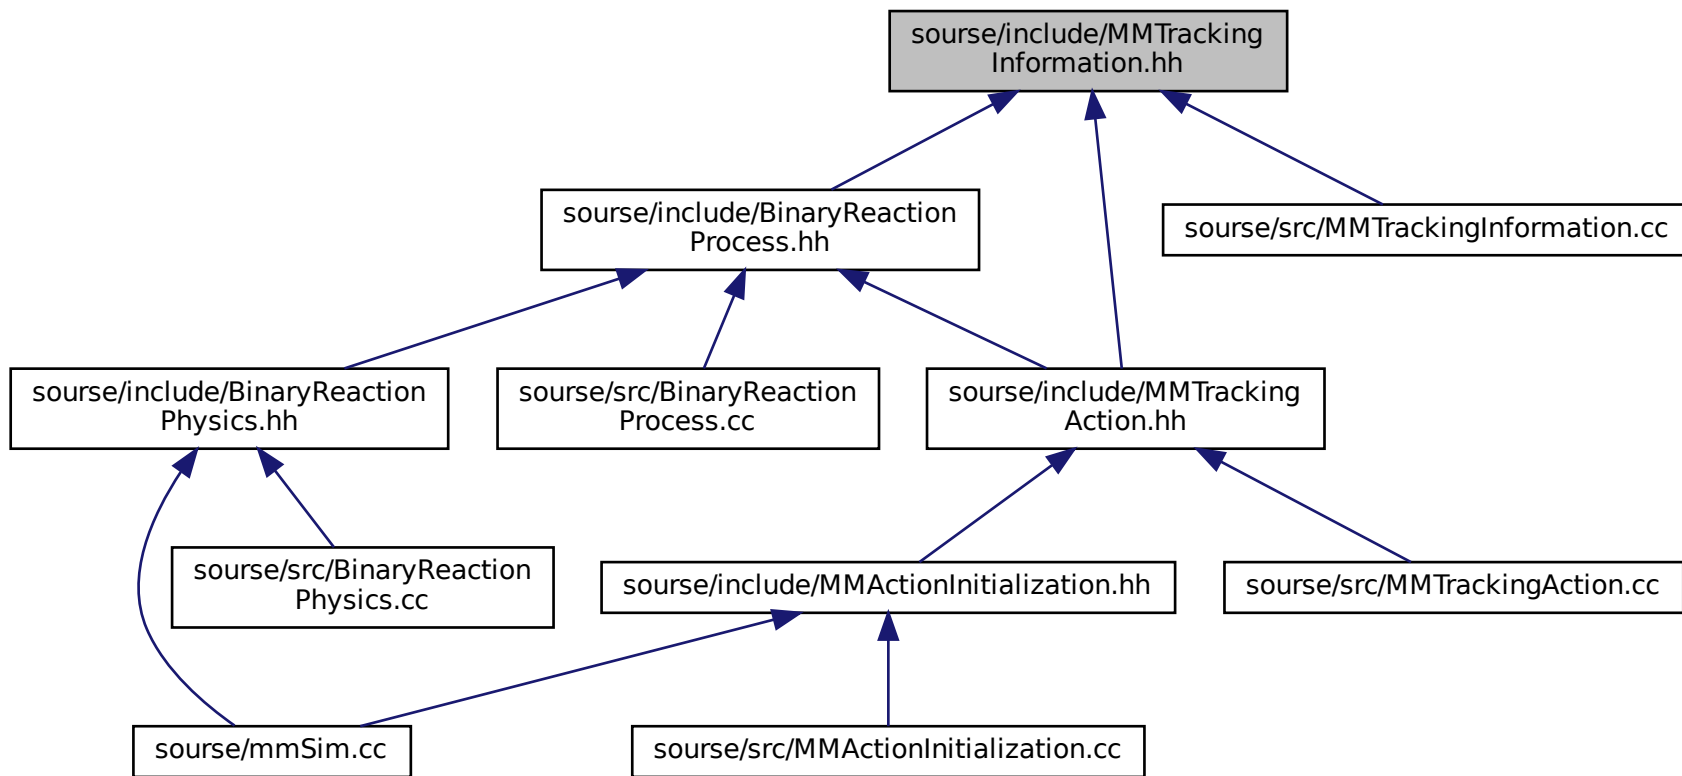 sourse/include/MMTracking
Information.hh
sourse/include/BinaryReaction
Process.hh
sourse/src/MMTrackingInformation.cc
sourse/include/BinaryReaction
Physics.hh
sourse/src/BinaryReaction
Process.cc
sourse/include/MMTracking
Action.hh
sourse/src/BinaryReaction
Physics.cc
sourse/include/MMActionInitialization.hh
sourse/src/MMTrackingAction.cc
sourse/mmSim.cc
sourse/src/MMActionInitialization.cc